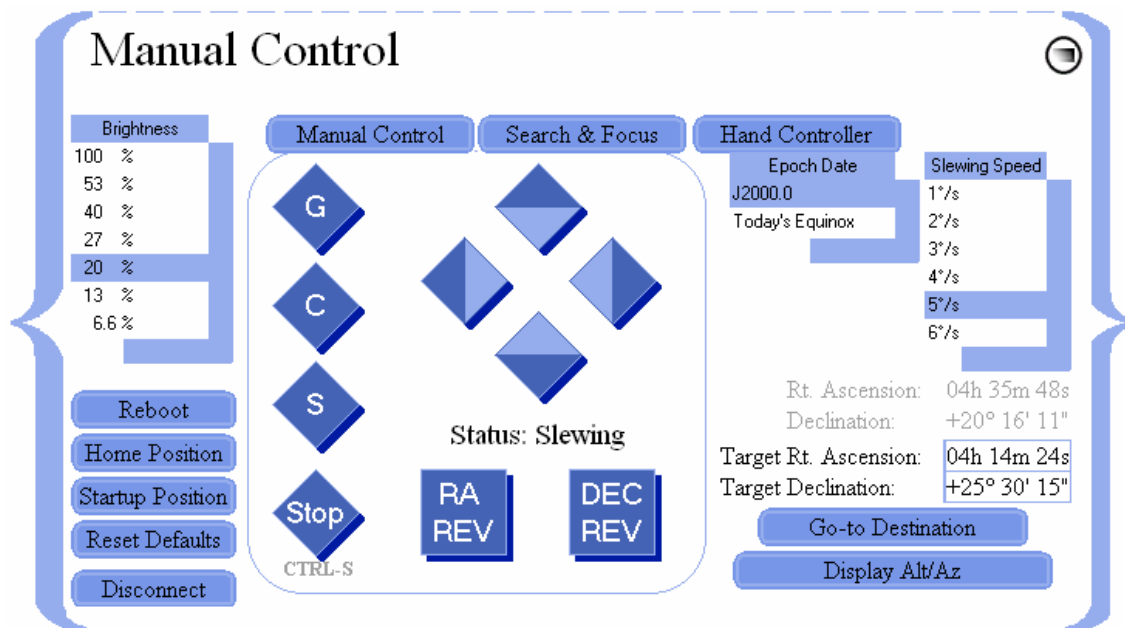 Manual Control
Brightness
100 %
53 %
40 %
27 %
20 %
13 %
6.6 %
Reboot
Home Position
Startup Position
Reset Defaults
Disconnect
Manual Control
Search & Focus
Hand Controller
G
C
S
Stop
CTRL-S
Status: Slewing
RA
REV
DEC
REV
Epoch Date
J2000.0
Today's Equinox
Slewing Speed
1°/s
2°/s
3°/s
4°/s
5°/s
6°/s
Rt. Ascension: 04h 35m 48s
Declination: +20° 16' 11"
Target Rt. Ascension: 04h 14m 24s
Target Declination: +25° 30' 15"
Go-to Destination
Display Alt/Az